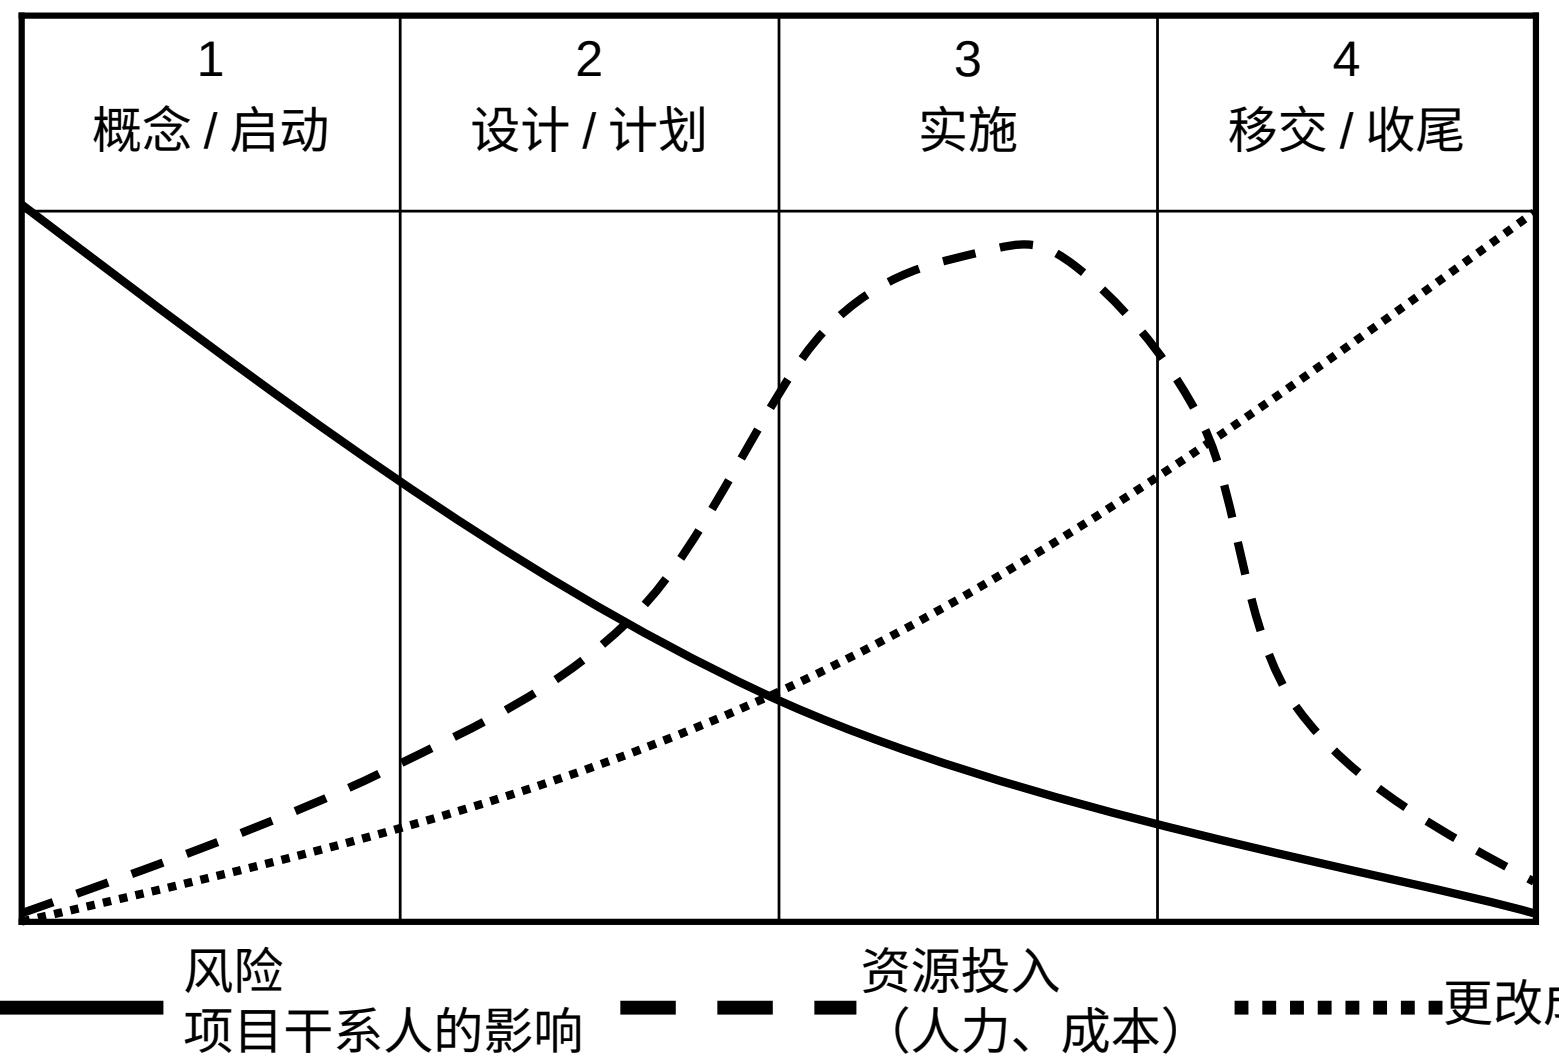 1
概念 / 启动
2
设计 / 计划
3
实施
4
移交 / 收尾
风险
项目干系人的影响
资源投入
（人力、成本）
更改